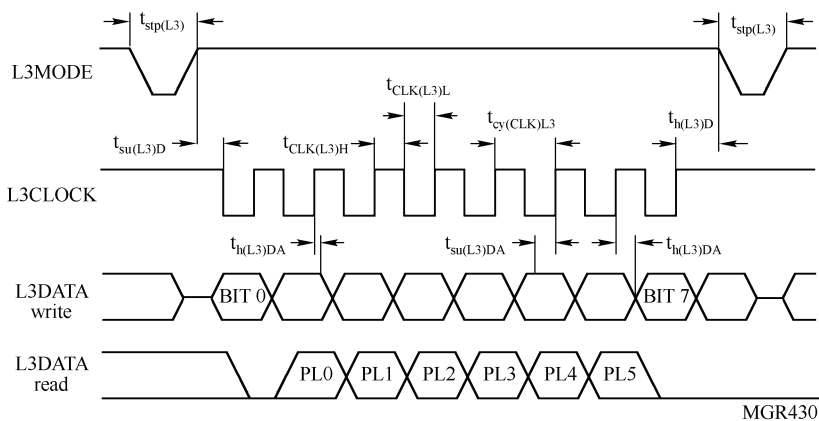 tstp(L3) tstp(L3)
L3MODE
tCLK(L3)L
tsu(L3)D tCLK(L3)H tcy(CLK)L3 th(L3)D
L3CLOCK
th(L3)DA tsu(L3)DA th(L3)DA
L3DATA
write
BIT 0 BIT 7
L3DATA
read
PL0 PL1 PL2 PL3 PL4 PL5
MGR430